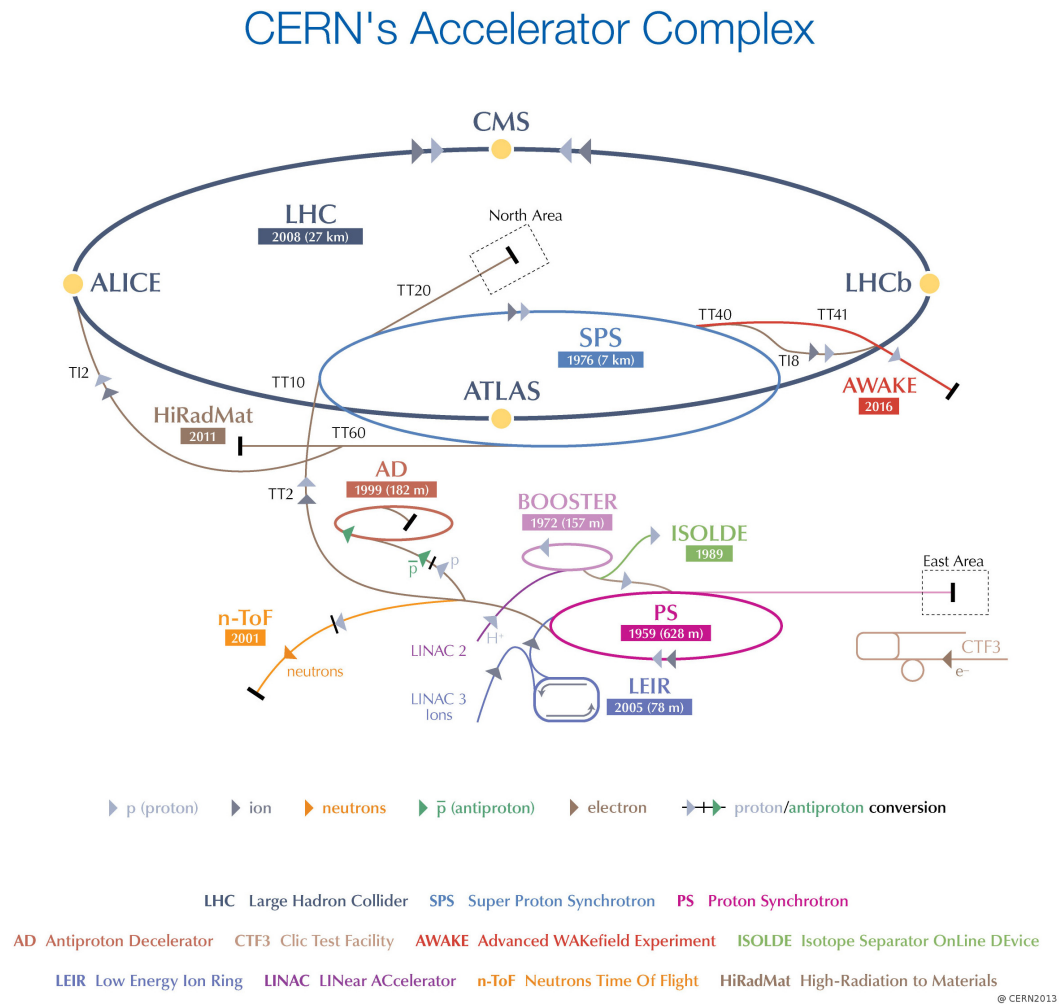 CERN's Accelerator Complex
CMS
LHC
2008 (27 km)
North Area
ALICE
LHCb
TT20
TT40
TT41
SPS
1976 (7 km)
TI8
TI2
TT10
ATLAS
AWAKE
2016
HiRadMat
2011
TT60
AD
1999 (182 m)
TT2
BOOSTER
1972 (157 m)
ISOLDE
1989
p̅
p
East Area
n-ToF
2001
PS
1959 (628 m)
H⁺
LINAC 2
neutrons
CTF3
e⁻
LEIR
2005 (78 m)
LINAC 3
Ions
p (proton) ion neutrons p̅ (antiproton) electron proton/antiproton conversion
LHC Large Hadron Collider SPS Super Proton Synchrotron PS Proton Synchrotron
AD Antiproton Decelerator CTF3 Clic Test Facility AWAKE Advanced WAKefield Experiment ISOLDE Isotope Separator OnLine DEvice
LEIR Low Energy Ion Ring LINAC LINear ACcelerator n-ToF Neutrons Time Of Flight HiRadMat High-Radiation to Materials
@ CERN2013